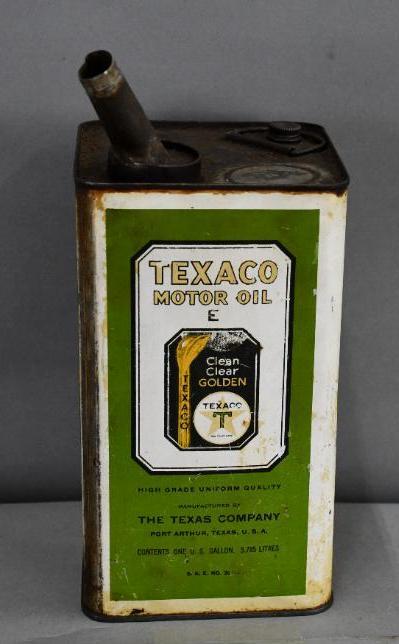 TEXACO
MOTOR OIL
E
Clean
Clear
GOLDEN
TEXACO
TEXACO
T
HIGH GRADE UNIFORM QUALITY
MANUFACTURED BY
THE TEXAS COMPANY
PORT ARTHUR, TEXAS, U.S.A.
CONTENTS ONE U.S. GALLON, 3.785 LITRES
S.A.E. NO.